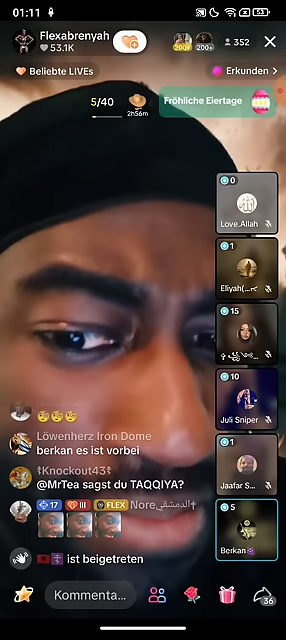 01:11
53
Flexabrenyah
53.1K
200+
200+
352
Beliebte LIVEs
Erkunden >
5/40
2h56m
Fröhliche Eiertage
0
Love.Allah
1
Eliyah(...
15
10
Juli Sniper
1
Jaafar S...
5
Berkan
Löwenherz Iron Dome
berkan es ist vorbei
♰Knockout43♰
@MrTea sagst du TAQQIYA?
17
III
FLEX
Nore_الدمشقي†
ist beigetreten
Kommenta...
36